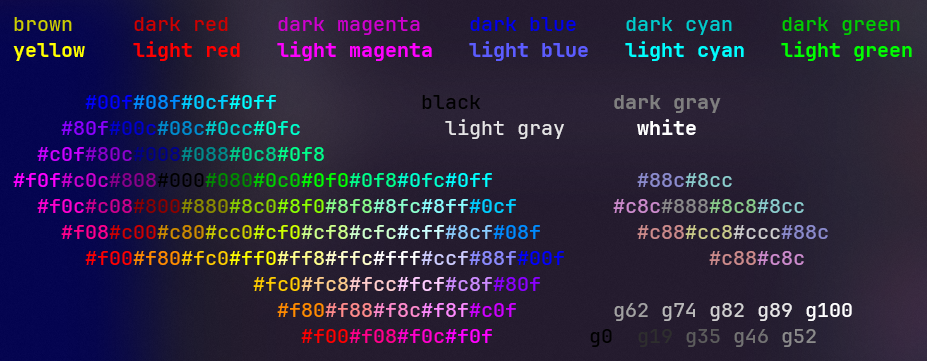 brown dark red dark magenta dark blue dark cyan dark green
yellow light red light magenta light blue light cyan light green
#00f#08f#0cf#0ff black dark gray
#80f#00c#08c#0cc#0fc light gray white
#c0f#80c#008#088#0c8#0f8
#f0f#c0c#808#000#080#0c0#0f0#0f8#0fc#0ff #88c#8cc
#f0c#c08#800#880#8c0#8f0#8f8#8fc#8ff#0cf #c8c#888#8c8#8cc
#f08#c00#c80#cc0#cf0#cf8#cfc#cff#8cf#08f #c88#cc8#ccc#88c
#f00#f80#fc0#ff0#ff8#ffc#fff#ccf#88f#00f #c88#c8c
#fc0#fc8#fcc#fcf#c8f#80f
#f80#f88#f8c#f8f#c0f g62 g74 g82 g89 g100
#f00#f08#f0c#f0f g0 g19 g35 g46 g52